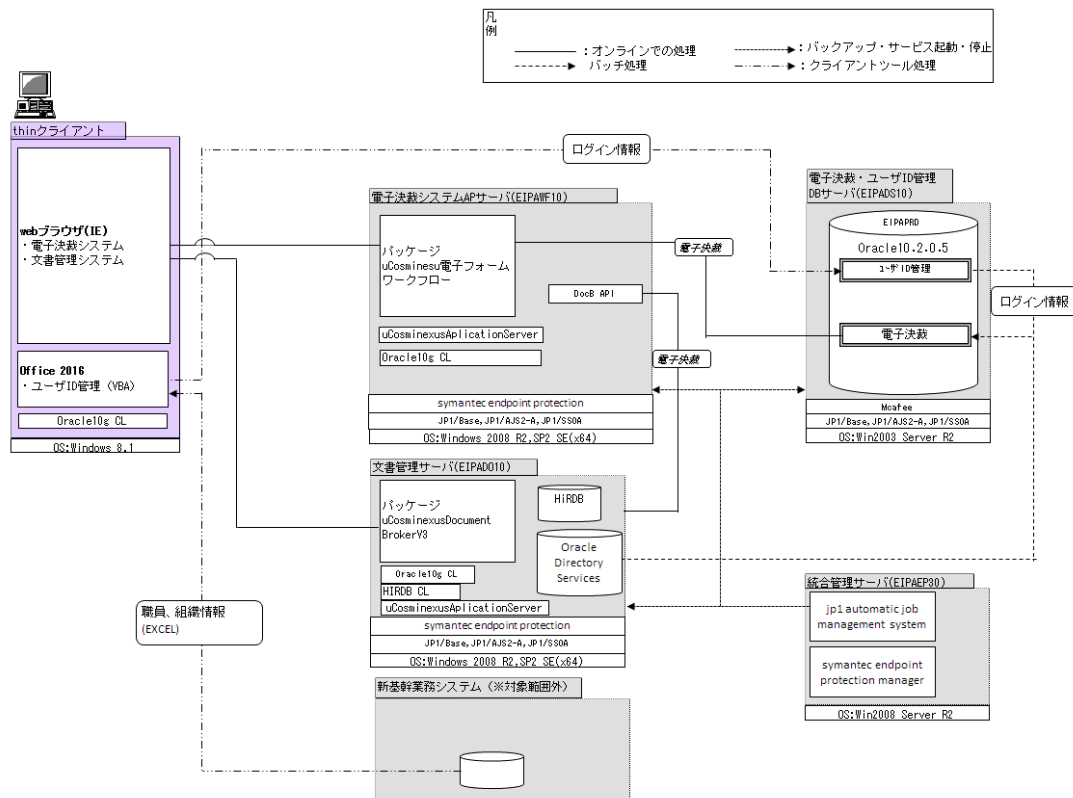 凡
例
：オンラインでの処理
：バックアップ・サービス起動・停止
バッチ処理
：クライアントツール処理
thinクライアント
webブラウザ(IE)
・電子決裁システム
・文書管理システム
Office 2016
・ユーザID管理（VBA）
Oracle10g CL
OS:Windows 8.1
ログイン情報
電子決裁システムAPサーバ(EIPAWF10)
パッケージ
uCosminesu電子フォーム
ワークフロー
DocB API
uCosminexusAplicationServer
Oracle10g CL
symantec endpoint protection
JP1/Base,JP1/AJS2-A,JP1/SSOA
OS:Windows 2008 R2,SP2 SE(x64)
電子決裁
電子決裁
電子決裁・ユーザID管理
DBサーバ(EIPADS10)
EIPAPRD
Oracle10.2.0.5
ﾕｰｻﾞID管理
電子決裁
Mcafee
JP1/Base,JP1/AJS2-A,JP1/SSOA
OS:Win2003 Server R2
ログイン情報
文書管理サーバ(EIPADO10)
パッケージ
uCosminexusDocument
BrokerV3
HiRDB
Oracle
Directory
Services
Oracle10g CL
HIRDB CL
uCosminexusAplicationServer
symantec endpoint protection
JP1/Base,JP1/AJS2-A,JP1/SSOA
OS:Windows 2008 R2,SP2 SE(x64)
統合管理サーバ(EIPAEP30)
jp1 automatic job
management system
symantec endpoint
protection manager
OS:Win2008 Server R2
職員、組織情報
(EXCEL)
新基幹業務システム（※対象範囲外）